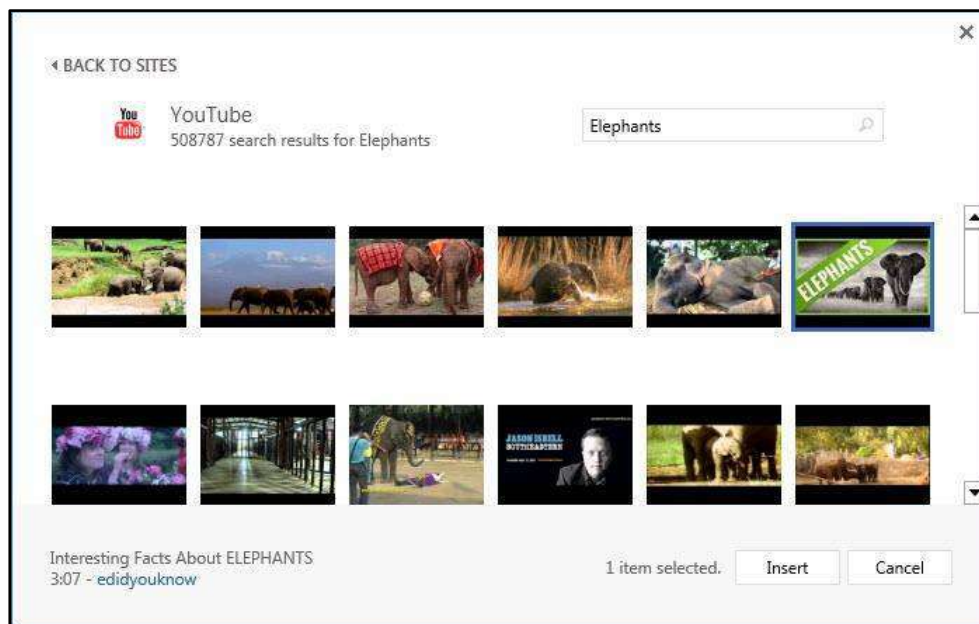 BACK TO SITES
You
Tube
YouTube
508787 search results for Elephants
Elephants
ELEPHANTS
JASON ISBELL
SOUTHEASTERN
Interesting Facts About ELEPHANTS
3:07 - edidyouknow
1 item selected.
Insert
Cancel